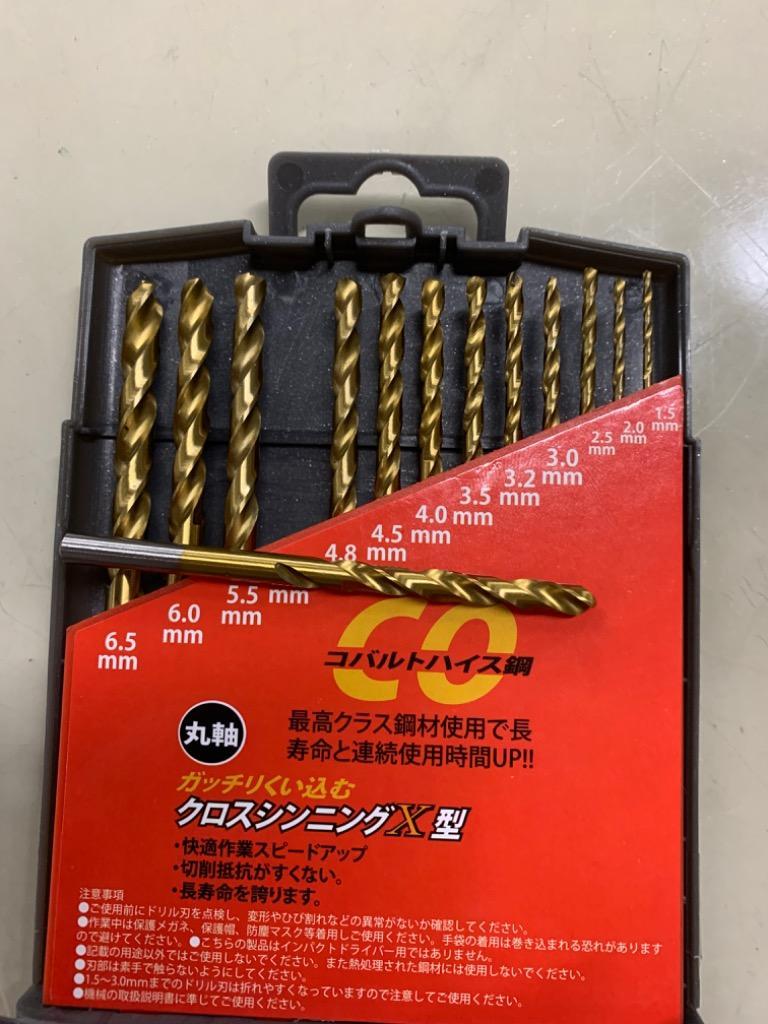 1.5
mm
2.0
mm
2.5
mm
3.0
mm
3.2
mm
3.5
mm
4.0
mm
4.5
mm
4.8
mm
5.5
mm
6.0
mm
6.5
mm
CO
コバルトハイス鋼
丸軸
最高クラス鋼材使用で長
寿命と連続使用時間UP!!
ガッチリくい込む
クロスシンニングX型
・快適作業スピードアップ
・切削抵抗がすくない。
・長寿命を誇ります。
注意事項
●ご使用前にドリル刃を点検し、変形やひび割れなどの異常がないか確認してください。
●作業中は保護メガネ、保護帽、防塵マスク等着用しご使用ください。手袋の着用は巻き込まれる恐れがあります
ので避けてください。●こちらの製品はインパクトドライバー用ではありません。
●記載の用途以外ではご使用しないでください。また熱処理された鋼材には使用しないでください。
●刃部は素手で触らないようにしてください。
●1.5～3.0mmまでのドリル刃は折れやすくなっていますので注意してご使用ください。
●機械の取扱説明書に準じてご使用ください。